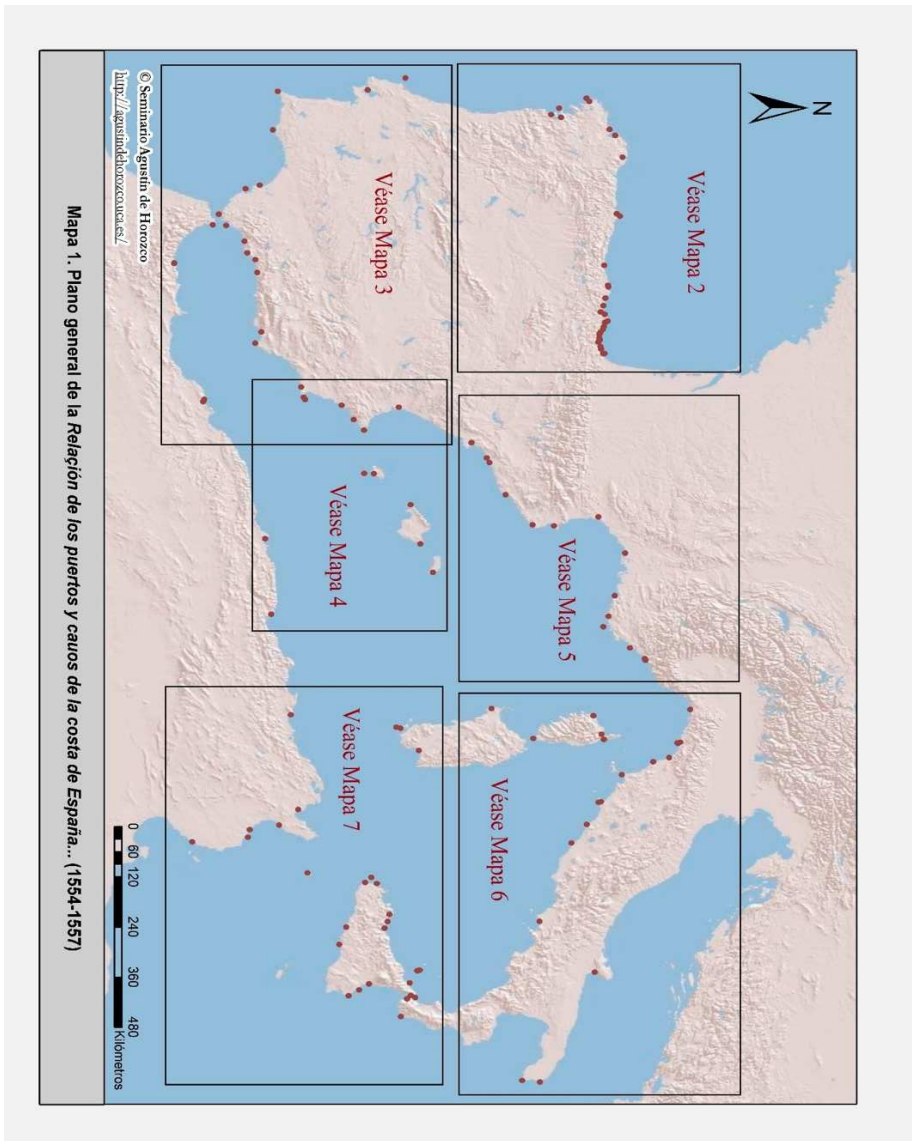 N
Véase Mapa 2
Véase Mapa 3
Véase Mapa 4
Véase Mapa 5
Véase Mapa 6
Véase Mapa 7
© Seminario Agustín de Horozco
http://agustindehorozco.uca.es/
0 60 120 240 360 480
Kilómetros
Mapa 1. Plano general de la Relaçión de los puertos y cauos de la costa de España... (1554-1557)